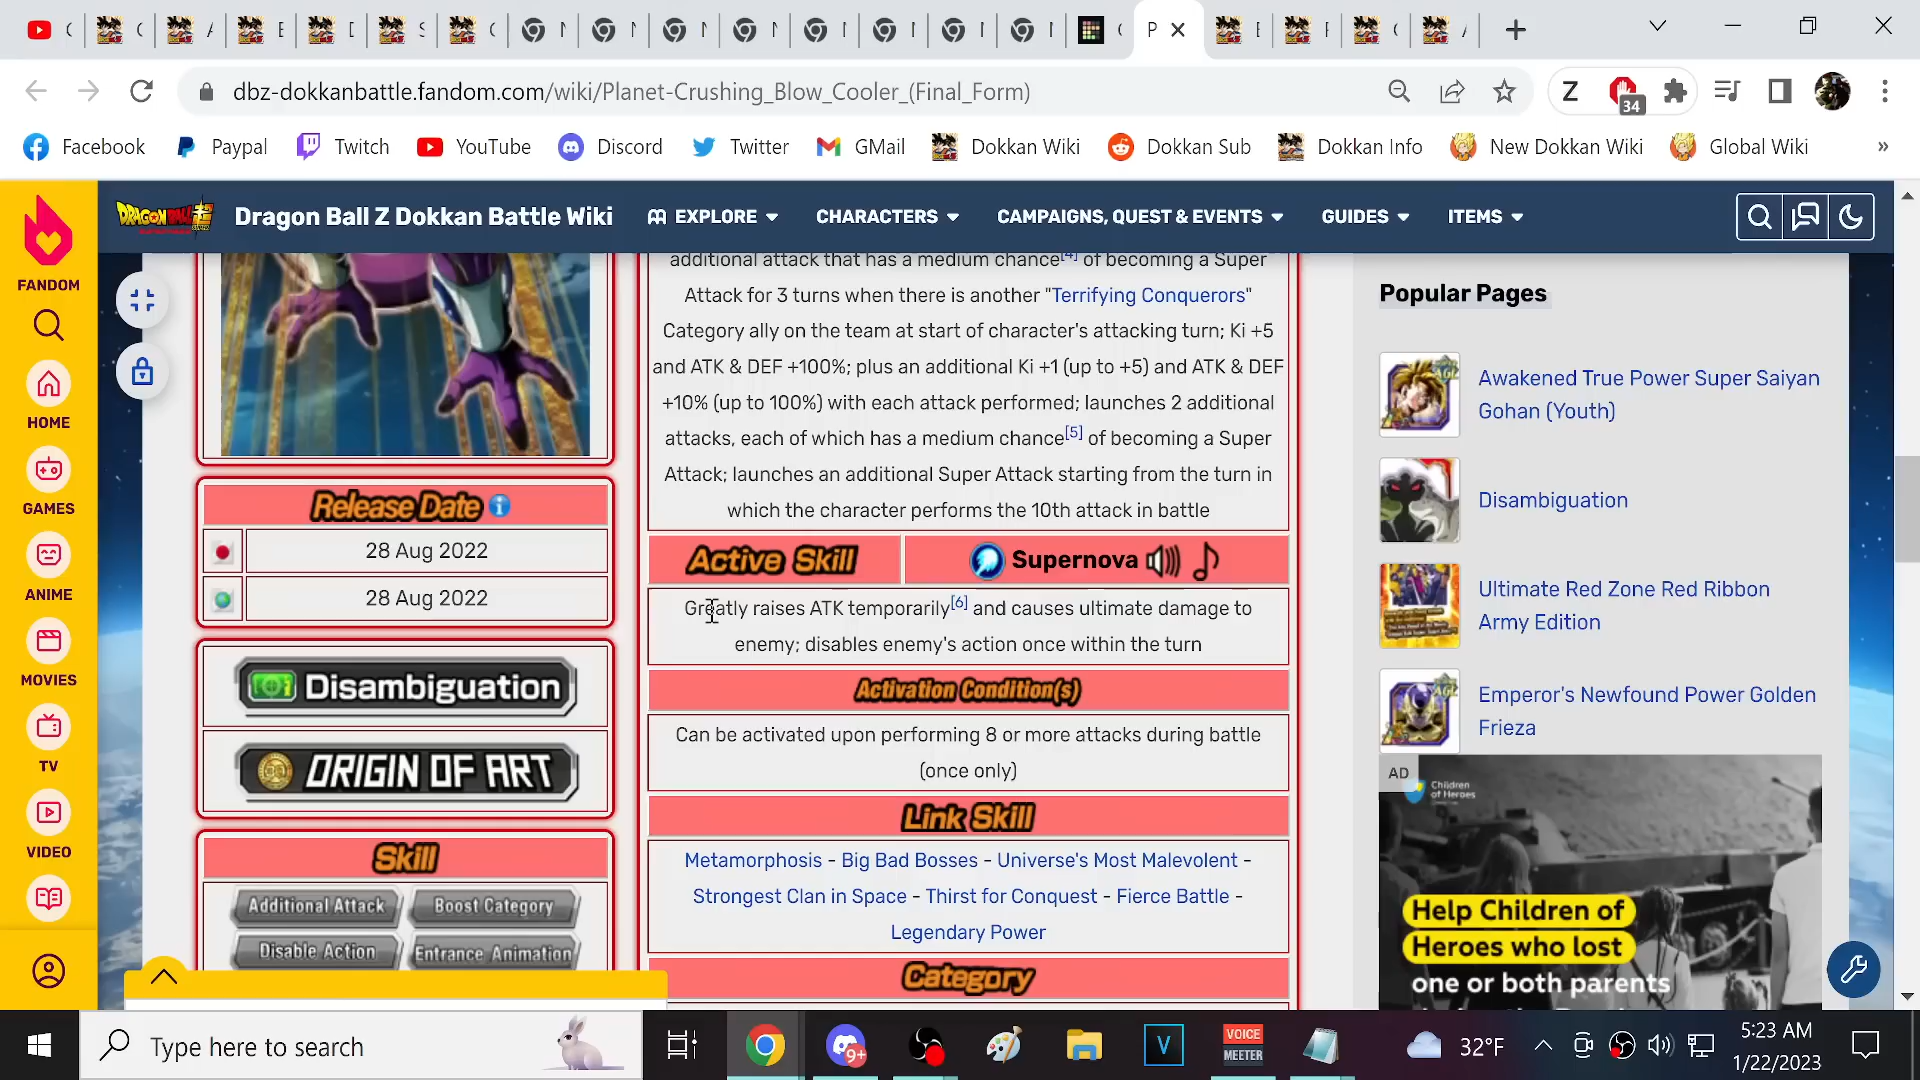 P
34
dbz-dokkanbattle.fandom.com/wiki/Planet-Crushing_Blow_Cooler_(Final_Form)
Z
Facebook
Paypal
Twitch
YouTube
Discord
Twitter
GMail
Dokkan Wiki
Dokkan Sub
Dokkan Info
New Dokkan Wiki
Global Wiki
»
Dragon Ball Z Dokkan Battle Wiki
EXPLORE
CHARACTERS
CAMPAIGNS, QUEST & EVENTS
GUIDES
ITEMS
FANDOM
HOME
GAMES
ANIME
MOVIES
TV
VIDEO
Release Date
28 Aug 2022
28 Aug 2022
Disambiguation
ORIGIN OF ART
Skill
Additional Attack
Boost Category
Disable Action
Entrance Animation
additional attack that has a medium chance[4] of becoming a Super
Attack for 3 turns when there is another "Terrifying Conquerors"
Category ally on the team at start of character's attacking turn; Ki +5
and ATK & DEF +100%; plus an additional Ki +1 (up to +5) and ATK & DEF
+10% (up to 100%) with each attack performed; launches 2 additional
attacks, each of which has a medium chance[5] of becoming a Super
Attack; launches an additional Super Attack starting from the turn in
which the character performs the 10th attack in battle
Active Skill
Supernova
Greatly raises ATK temporarily[6] and causes ultimate damage to
enemy; disables enemy's action once within the turn
Activation Condition(s)
Can be activated upon performing 8 or more attacks during battle
(once only)
Link Skill
Metamorphosis - Big Bad Bosses - Universe's Most Malevolent -
Strongest Clan in Space - Thirst for Conquest - Fierce Battle -
Legendary Power
Category
Popular Pages
Awakened True Power Super Saiyan
Gohan (Youth)
Disambiguation
Ultimate Red Zone Red Ribbon
Army Edition
Emperor's Newfound Power Golden
Frieza
AD
Children
of Heroes
Help Children of
Heroes who lost
one or both parents
Type here to search
9+
V
VOICE
MEETER
32°F
5:23 AM
1/22/2023